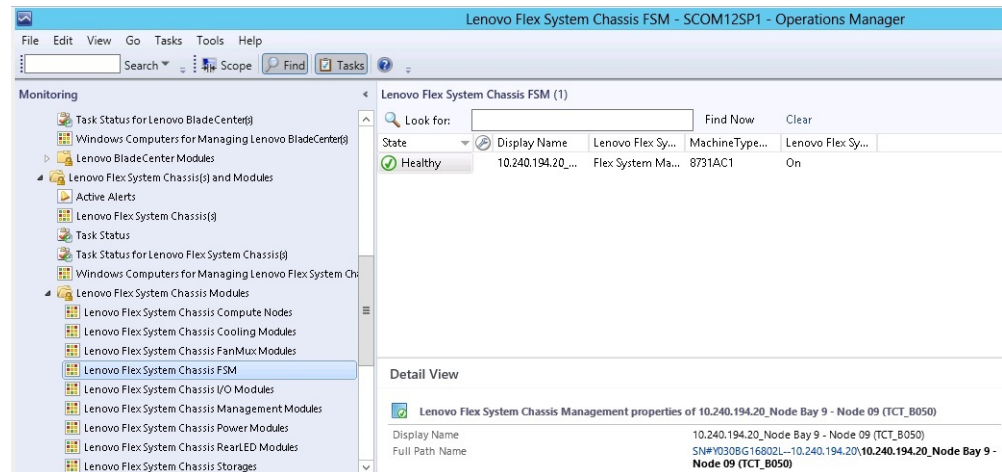 Lenovo Flex System Chassis FSM - SCOM12SP1 - Operations Manager
File Edit View Go Tasks Tools Help
Search Scope Find Tasks
Monitoring
Task Status for Lenovo BladeCenter(s)
Windows Computers for Managing Lenovo BladeCenter(s)
Lenovo BladeCenter Modules
Lenovo Flex System Chassis(s) and Modules
Active Alerts
Lenovo Flex System Chassis(s)
Task Status
Task Status for Lenovo Flex System Chassis(s)
Windows Computers for Managing Lenovo Flex System Ch
Lenovo Flex System Chassis Modules
Lenovo Flex System Chassis Compute Nodes
Lenovo Flex System Chassis Cooling Modules
Lenovo Flex System Chassis FanMux Modules
Lenovo Flex System Chassis FSM
Lenovo Flex System Chassis I/O Modules
Lenovo Flex System Chassis Management Modules
Lenovo Flex System Chassis Power Modules
Lenovo Flex System Chassis RearLED Modules
Lenovo Flex System Chassis Storages
Lenovo Flex System Chassis FSM (1)
Look for: Find Now Clear
State Display Name Lenovo Flex Sy... MachineType... Lenovo Flex Sy...
Healthy 10.240.194.20_... Flex System Ma... 8731AC1 On
Detail View
Lenovo Flex System Chassis Management properties of 10.240.194.20_Node Bay 9 - Node 09 (TCT_B050)
Display Name 10.240.194.20_Node Bay 9 - Node 09 (TCT_B050)
Full Path Name SN#Y030BG16802L--10.240.194.20\10.240.194.20_Node Bay 9 -
Node 09 (TCT_B050)